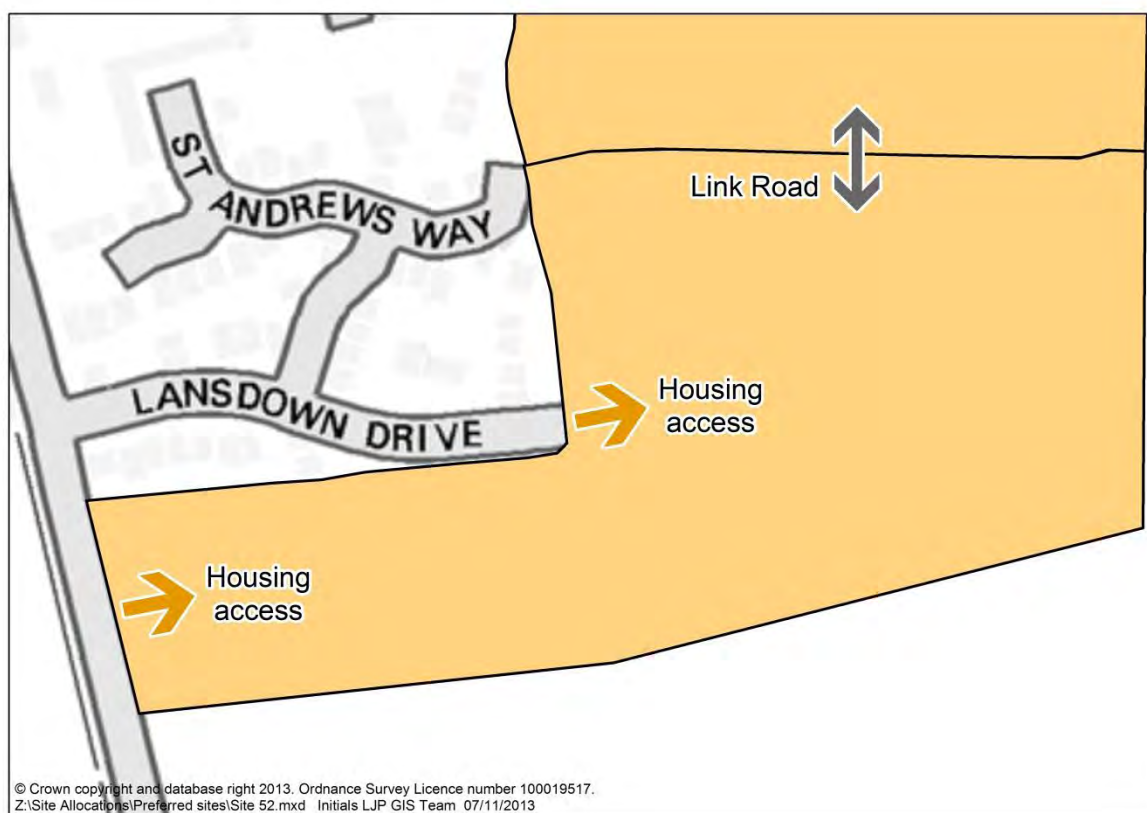 Link Road
ST ANDREWS WAY
Housing
access
LANSDOWN DRIVE
Housing
access
© Crown copyright and database right 2013. Ordnance Survey Licence number 100019517.
Z:\Site Allocations\Preferred sites\Site 52.mxd Initials LJP GIS Team 07/11/2013